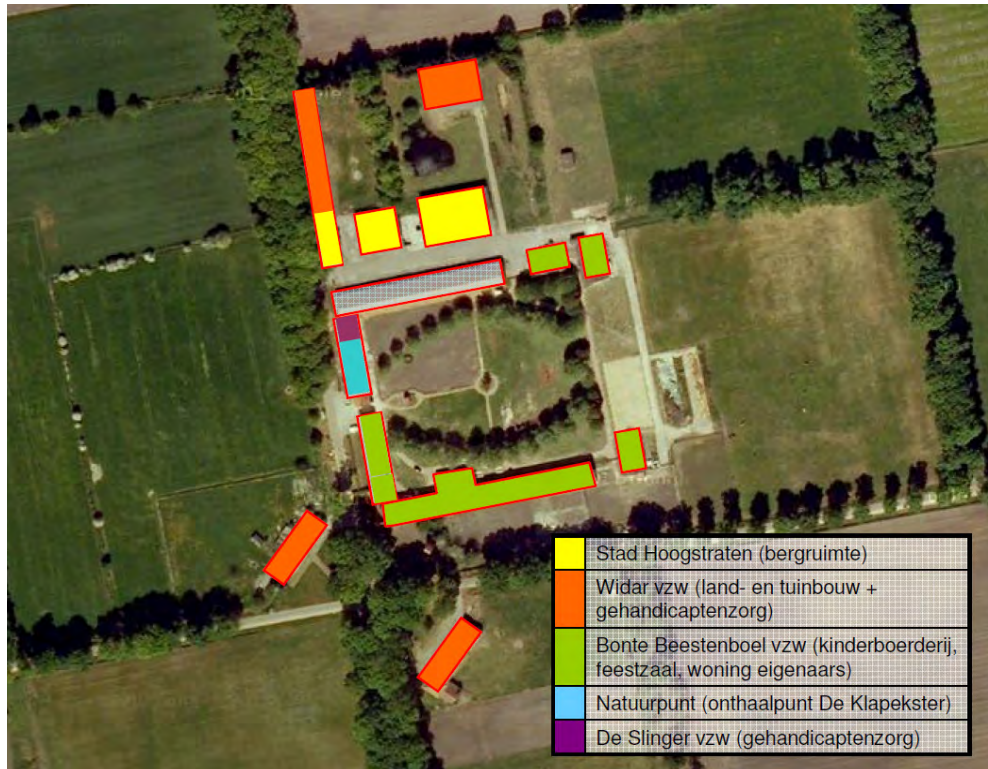 Stad Hoogstraten (bergruimte)
Widar vzw (land- en tuinbouw +
gehandicaptenzorg)
Bonte Beestenboel vzw (kinderboerderij,
feestzaal, woning eigenaars)
Natuurpunt (onthaalpunt De Klapekster)
De Slinger vzw (gehandicaptenzorg)